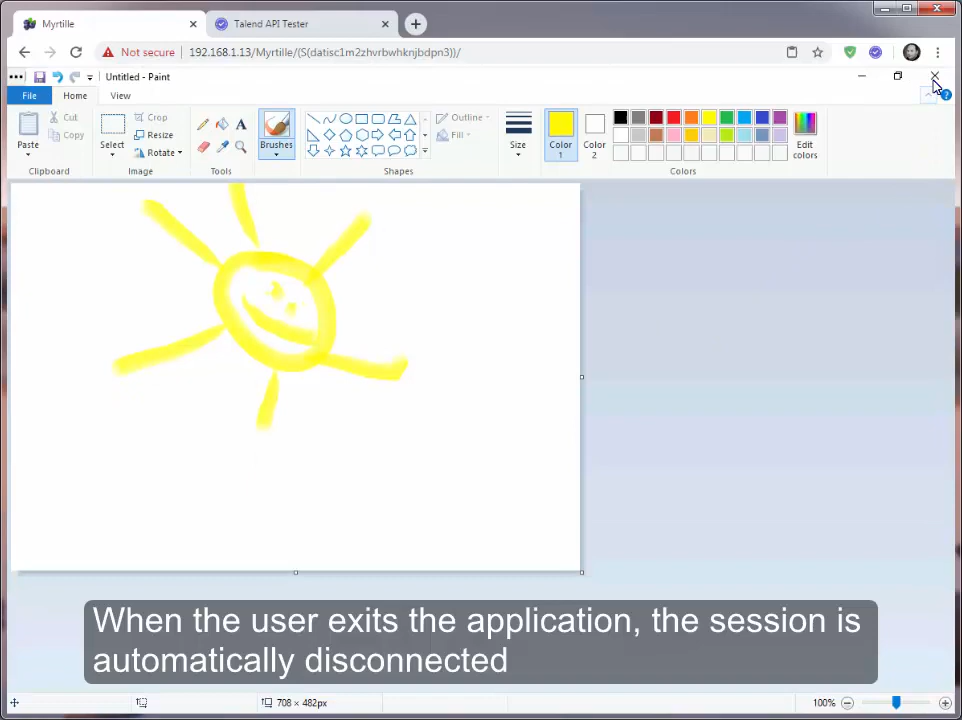 Myrtille
Talend API Tester
Not secure 192.168.1.13/Myrtille/(S(datisc1m2zhvrbwhknjbdpn3))/
Untitled - Paint
File Home View
Paste
Cut
Copy
Clipboard
Select
Crop
Resize
Rotate
Image
A
Tools
Brushes
Outline
Fill
Shapes
Size
Color 1
Color 2
Edit colors
Colors
When the user exits the application, the session is
automatically disconnected
708 × 482px
100%